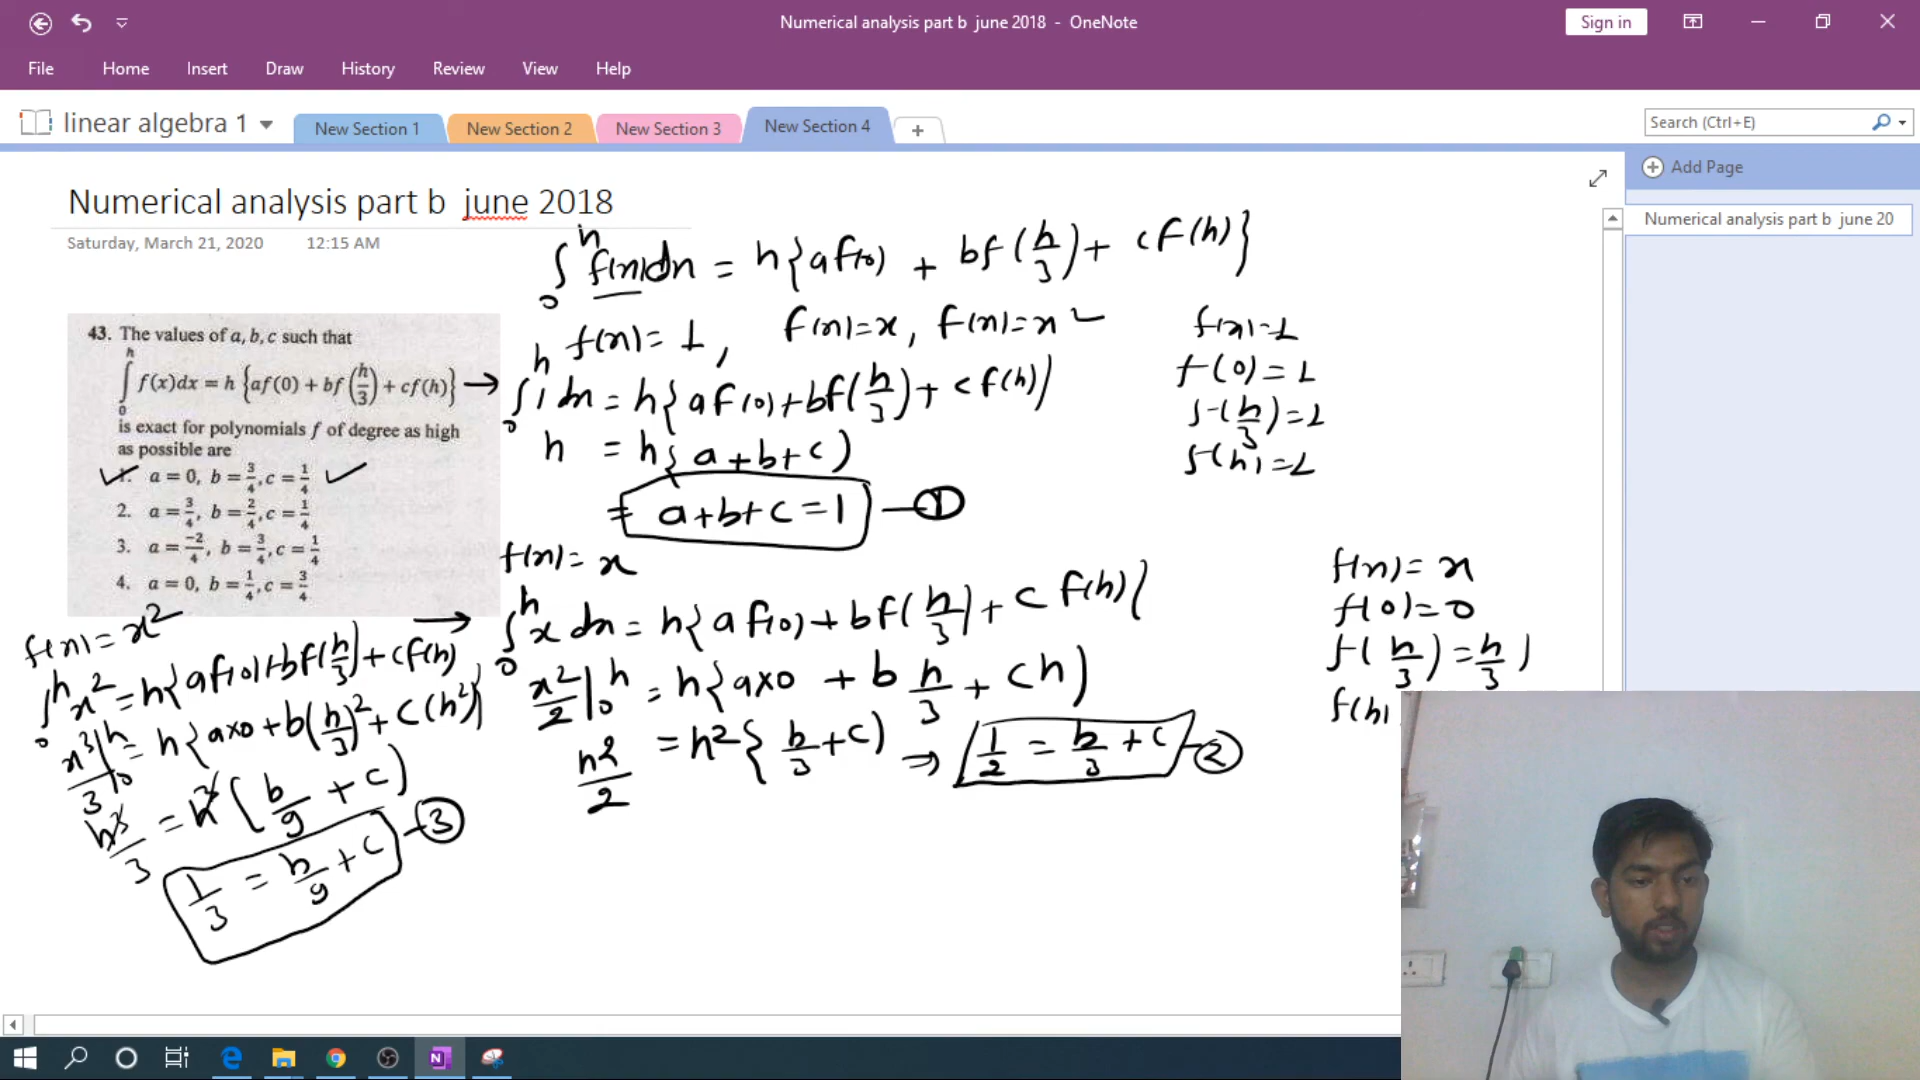 Numerical analysis part b june 2018 - OneNote
Sign in
File Home Insert Draw History Review View Help
linear algebra 1
New Section 1
New Section 2
New Section 3
New Section 4
+
Search (Ctrl+E)
Add Page
Numerical analysis part b june 20
Numerical analysis part b june 2018
Saturday, March 21, 2020 12:15 AM
43. The values of a, b, c such that
∫₀ʰ f(x)dx = h {af(0) + bf(h/3) + cf(h)} →
is exact for polynomials f of degree as high
as possible are
1. a = 0, b = 3/4, c = 1/4 ✓
2. a = 3/4, b = 2/4, c = 1/4
3. a = -2/4, b = 3/4, c = 1/4
4. a = 0, b = 1/4, c = 3/4
∫₀ʰ f(x)dx = h{af(0) + bf(h/3) + cf(h)}
f(x) = 1, f(x) = x, f(x) = x²
∫₀ʰ 1 dx = h{af(0) + bf(h/3) + cf(h)}
h = h{a+b+c)
= a+b+c = 1 — ①
f(x) = 1
f(0) = 1
f(h/3) = 1
f(h) = 1
f(x) = x
∫₀ʰ x dx = h{af(0) + bf(h/3) + cf(h)}
x²/2 |₀ʰ = h{a×0 + b h/3 + ch)
h²/2 = h²{b/3 + c) ⇒ 1/2 = b/3 + c — ②
f(x) = x
f(0) = 0
f(h/3) = h/3)
f(h)
f(x) = x² →
∫₀ʰ x² = h{af(0) + bf(h/3) + cf(h)
x³/3 |₀ʰ = h{a×0 + b(h/3)² + c(h²)}
h³/3 = h³[b/9 + c)
1/3 = b/9 + c — ③